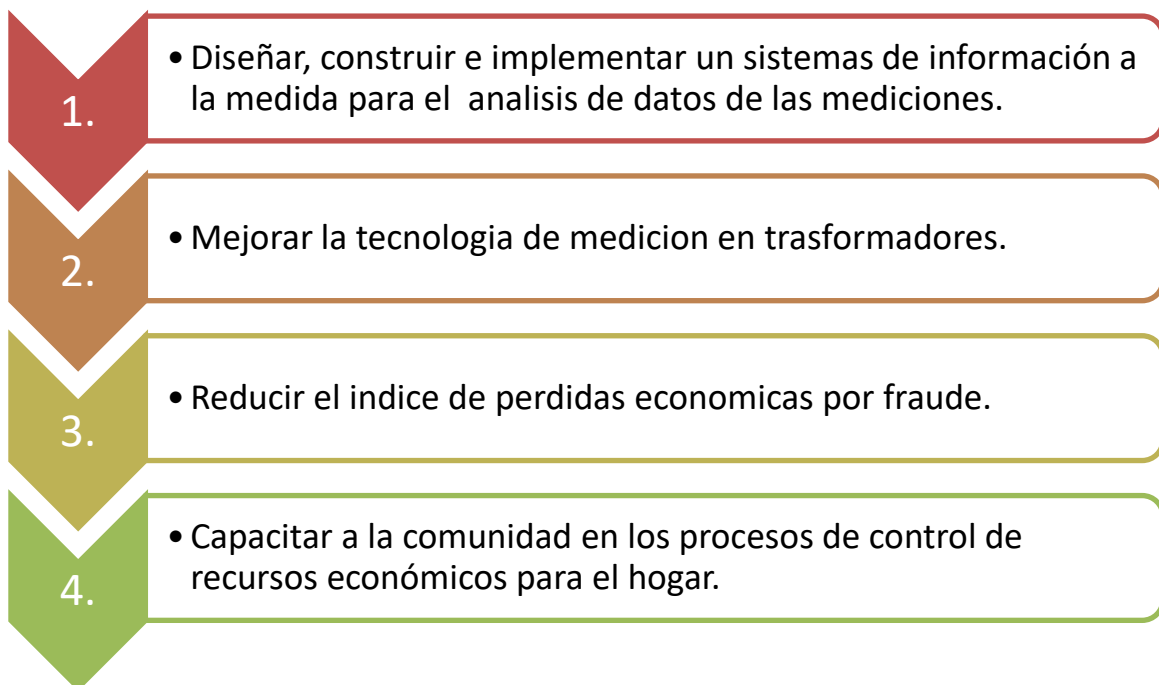 1.
• Diseñar, construir e implementar un sistemas de información a
la medida para el  analisis de datos de las mediciones.
2.
• Mejorar la tecnologia de medicion en trasformadores.
3.
• Reducir el indice de perdidas economicas por fraude.
4.
• Capacitar a la comunidad en los procesos de control de
recursos económicos para el hogar.